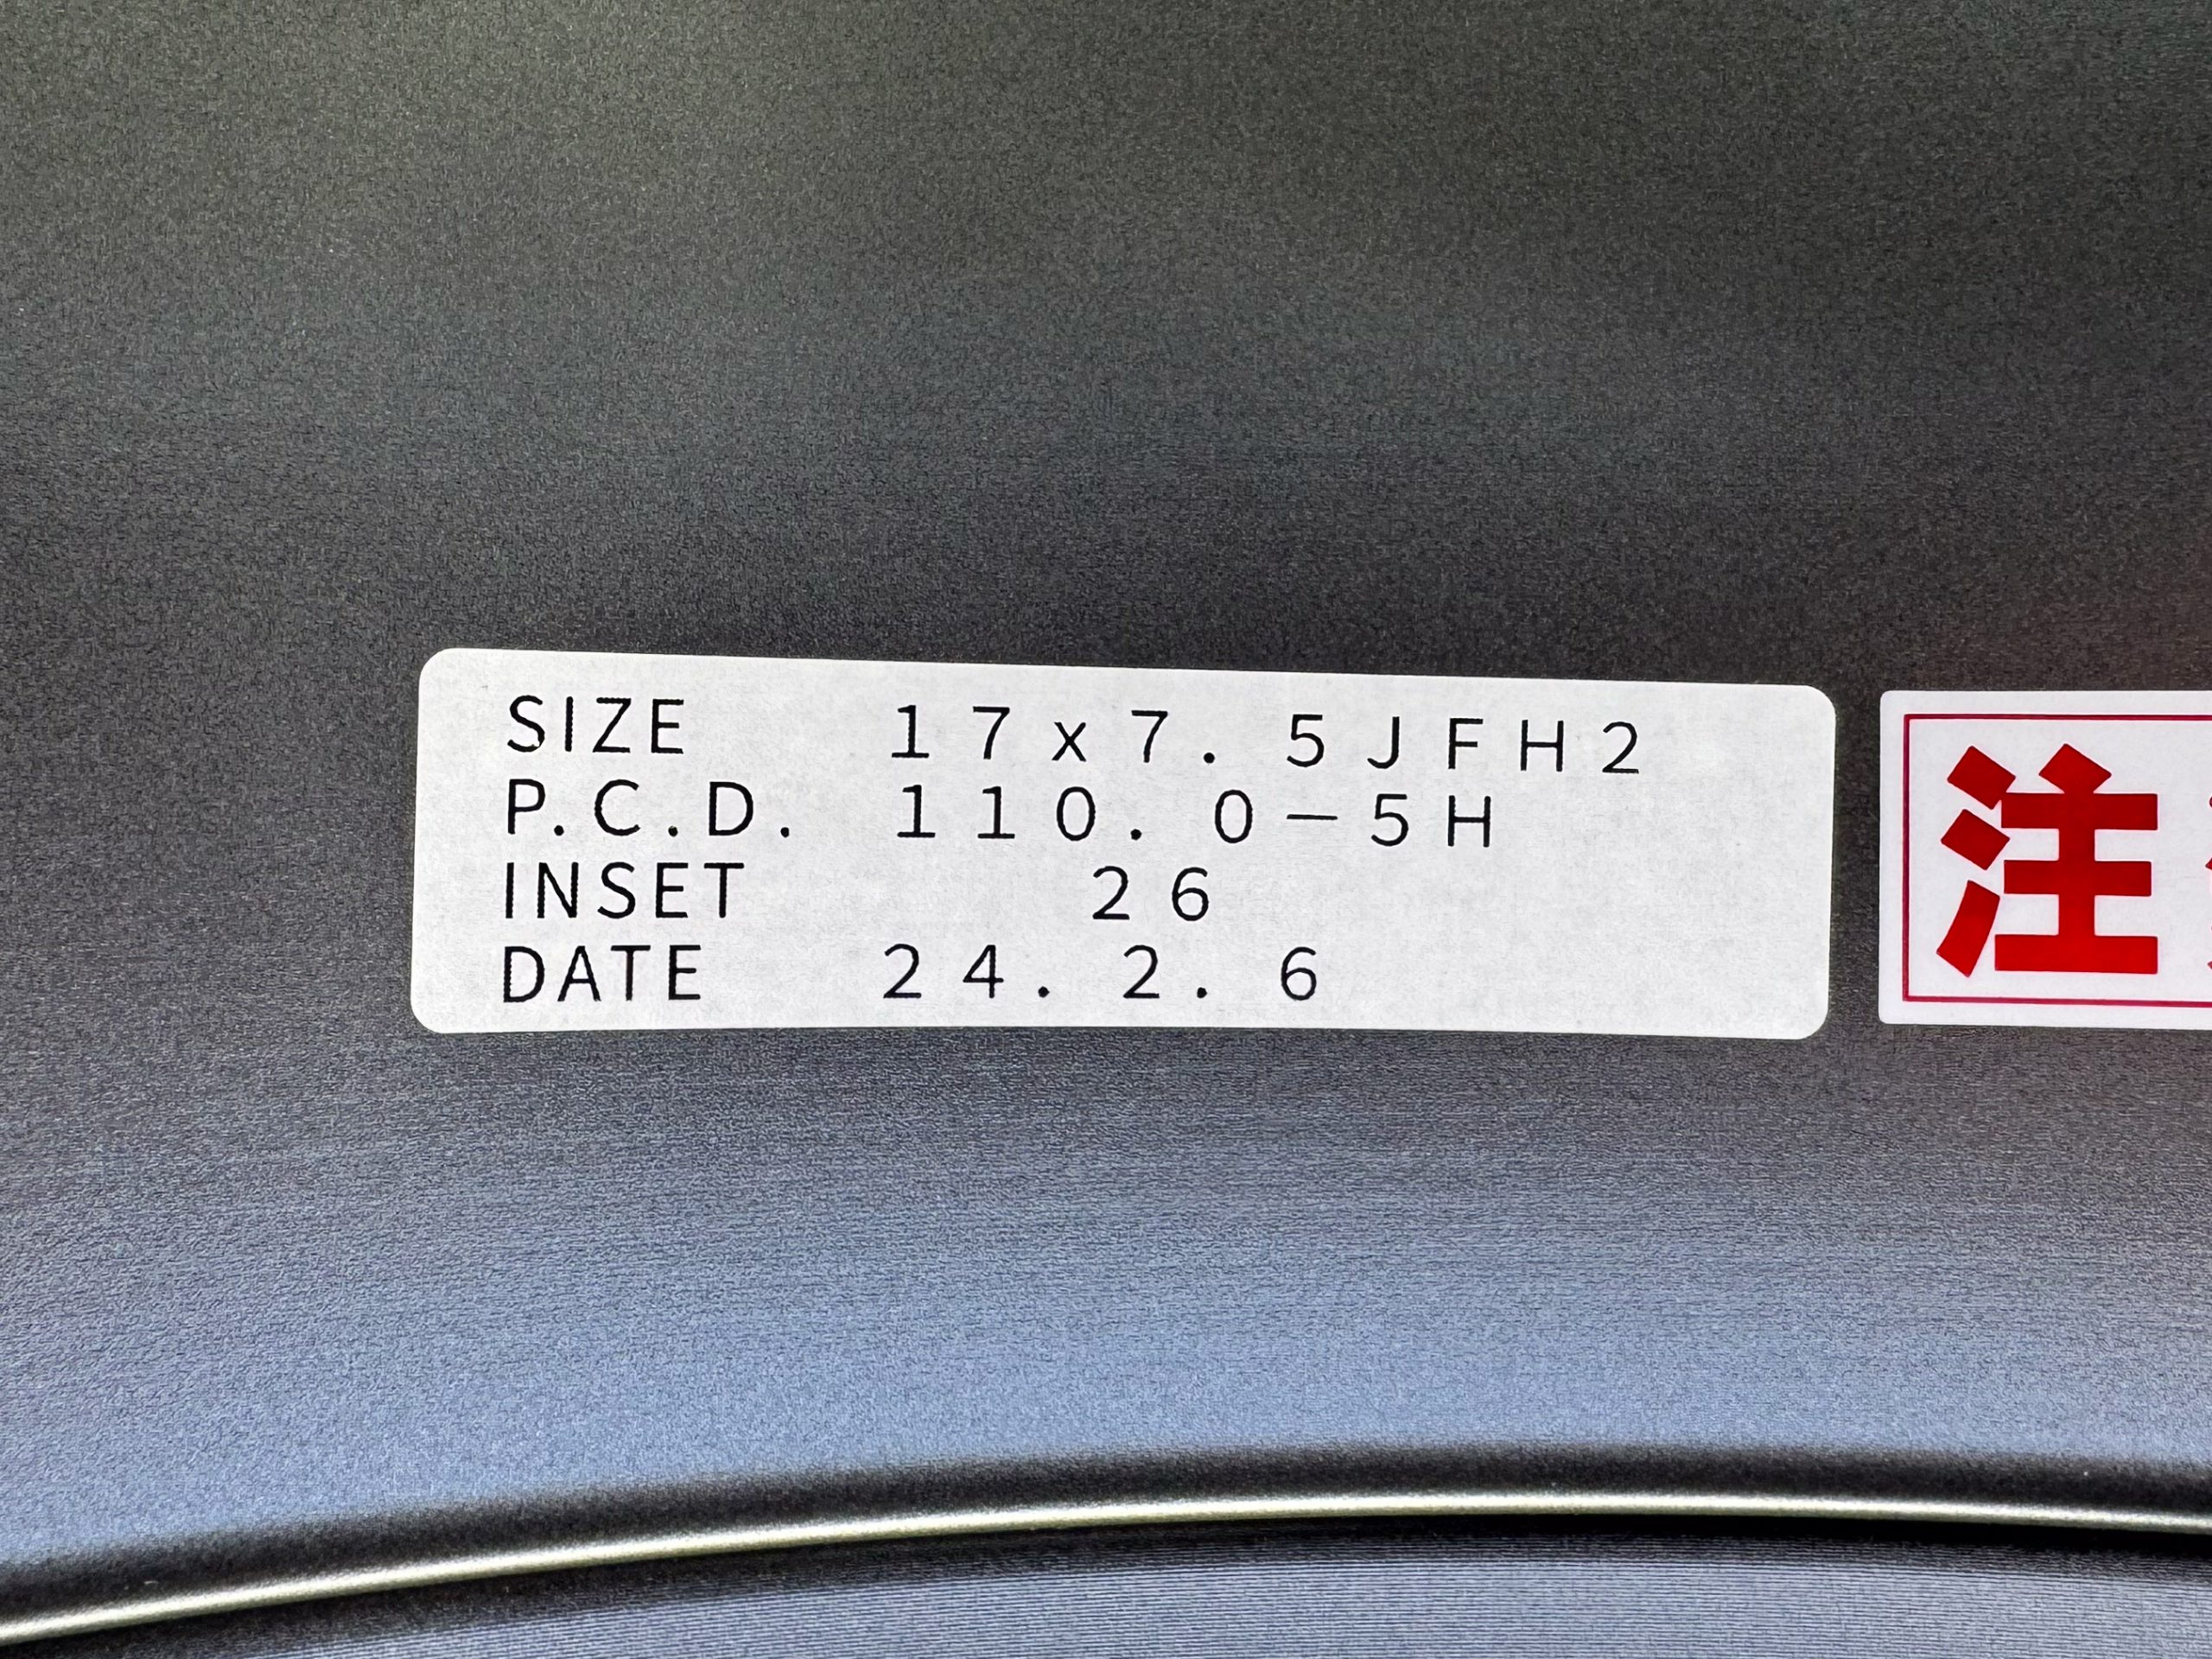 SIZE 17x7.5JFH2
P.C.D. 110.0-5H
INSET 26
DATE 24.2.6
注